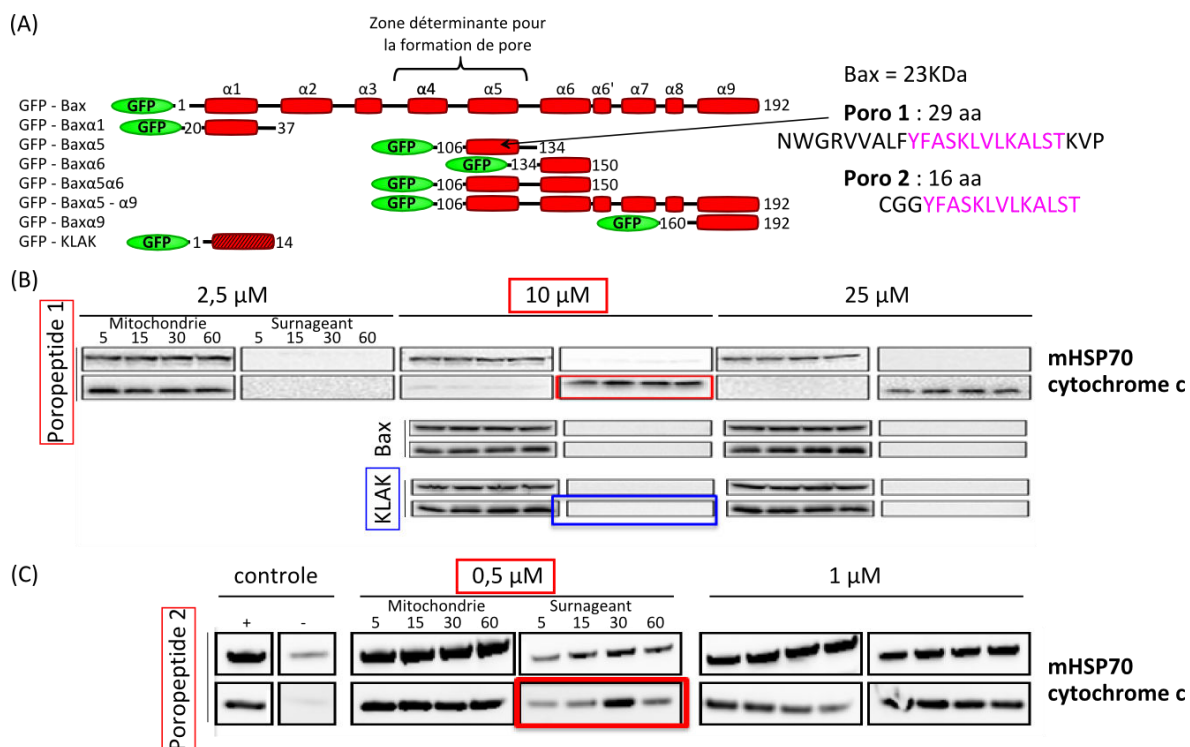 (A)
Zone déterminante pour
la formation de pore
α1 α2 α3 α4 α5 α6 α6' α7 α8 α9
GFP - Bax GFP 1 192
GFP - Baxα1 GFP 20 37
GFP - Baxα5 GFP 106 134
GFP - Baxα6 GFP 134 150
GFP - Baxα5α6 GFP 106 150
GFP - Baxα5 - α9 GFP 106 192
GFP - Baxα9 GFP 160 192
GFP - KLAK GFP 1 14
Bax = 23KDa
Poro 1 : 29 aa
NWGRVVALFYFASKLVLKALSTKVP
Poro 2 : 16 aa
CGGYFASKLVLKALST
(B)
2,5 µM 10 µM 25 µM
Poropeptide 1
Mitochondrie Surnageant
5 15 30 60 5 15 30 60
mHSP70
cytochrome c
Bax
KLAK
(C)
controle 0,5 µM 1 µM
Poropeptide 2
Mitochondrie Surnageant
+ - 5 15 30 60 5 15 30 60
mHSP70
cytochrome c